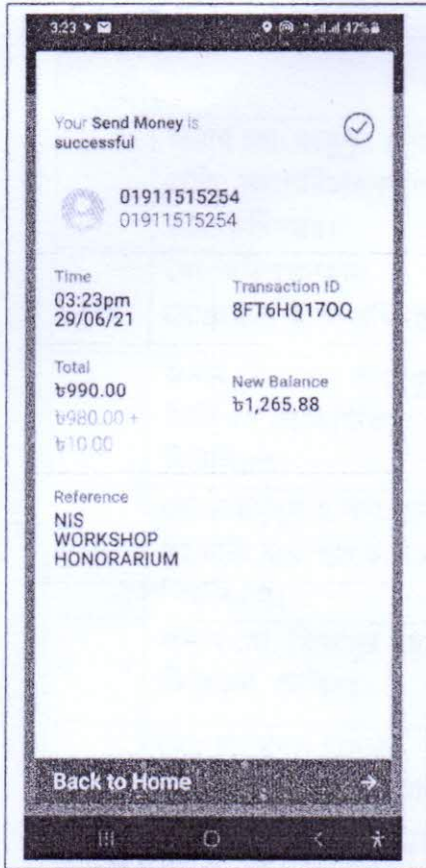 3:23
47%
Your Send Money is
successful
01911515254
01911515254
Time
03:23pm
29/06/21
Transaction ID
8FT6HQ17OQ
Total
৳990.00
৳980.00 +
৳10.00
New Balance
৳1,265.88
Reference
NIS
WORKSHOP
HONORARIUM
Back to Home